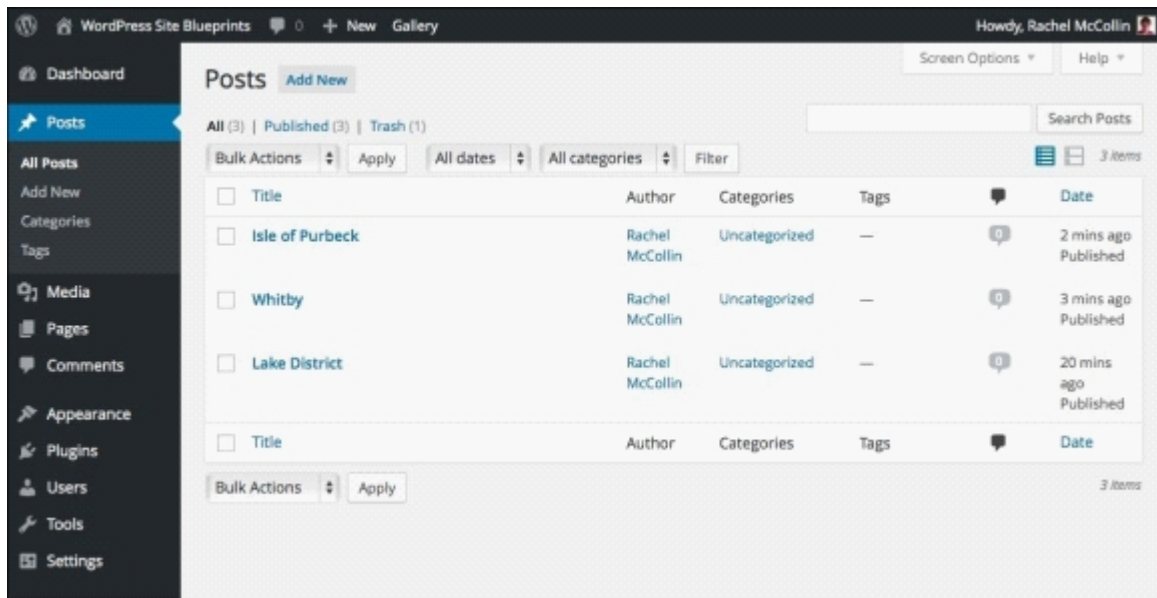 WordPress Site Blueprints 0 + New Gallery Howdy, Rachel McCollin
Dashboard
Posts
All Posts
Add New
Categories
Tags
Media
Pages
Comments
Appearance
Plugins
Users
Tools
Settings
Screen Options Help
Posts Add New
All (3) | Published (3) | Trash (1) Search Posts
Bulk Actions Apply All dates All categories Filter 3 items
Title Author Categories Tags Date
Isle of Purbeck Rachel Uncategorized — 0 2 mins ago
McCollin Published
Whitby Rachel Uncategorized — 0 3 mins ago
McCollin Published
Lake District Rachel Uncategorized — 0 20 mins
McCollin ago
Published
Title Author Categories Tags Date
Bulk Actions Apply 3 items